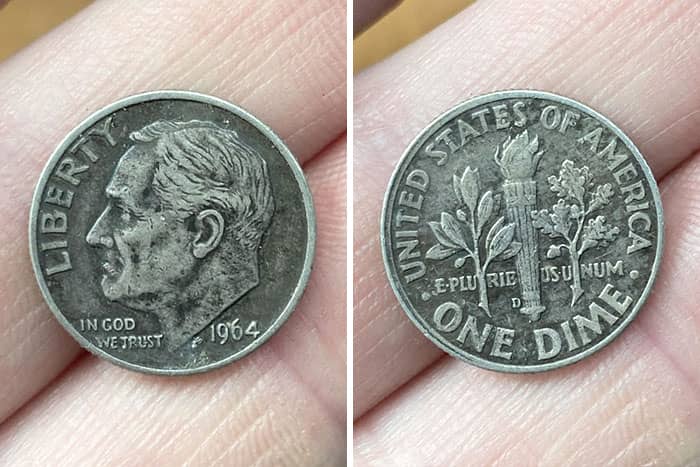 LIBERTY
IN GOD
WE TRUST
1964
UNITED STATES OF AMERICA
E·PLURIBUS·UNUM
D
ONE DIME